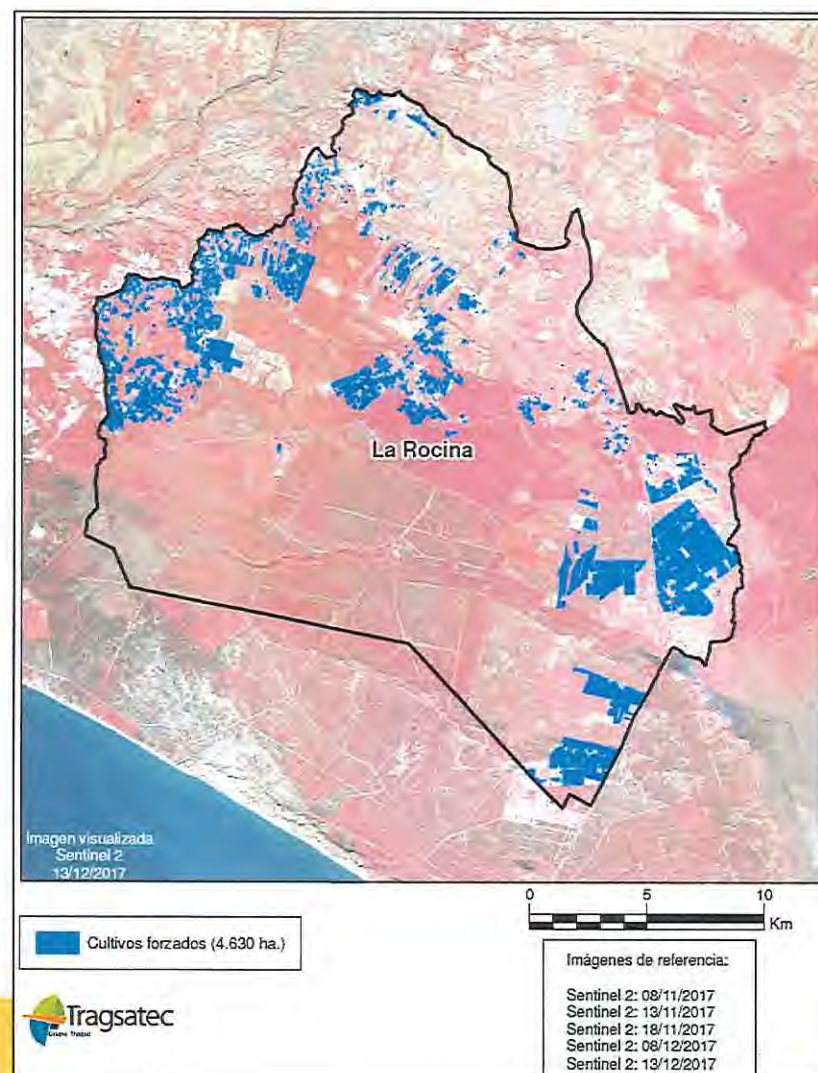 La Rocina
Imagen visualizada
Sentinel 2
13/12/2017
0 5 10
Km
Cultivos forzados (4.630 ha.)
Tragsatec
Grupo Tragsa
Imágenes de referencia:
Sentinel 2: 08/11/2017
Sentinel 2: 13/11/2017
Sentinel 2: 18/11/2017
Sentinel 2: 08/12/2017
Sentinel 2: 13/12/2017